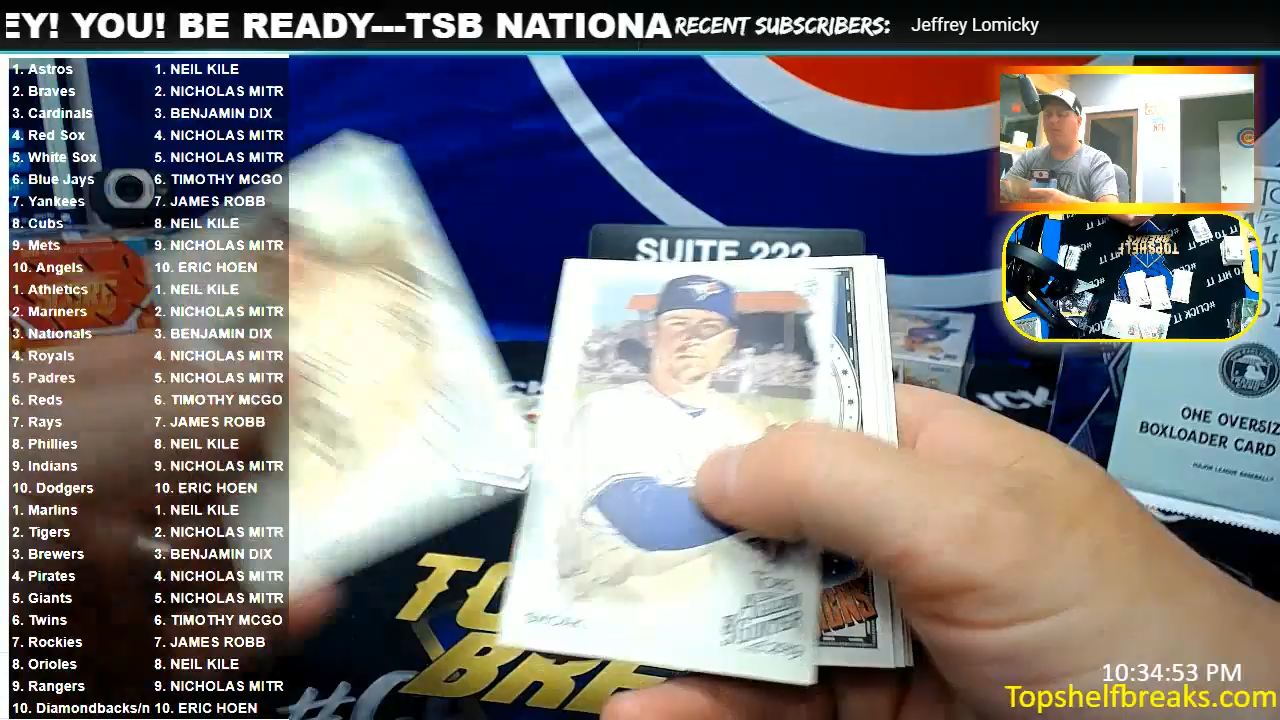 EY! YOU! BE READY---TSB NATIONA
RECENT SUBSCRIBERS: Jeffrey Lomicky
1. Astros 1. NEIL KILE
2. Braves 2. NICHOLAS MITR
3. Cardinals 3. BENJAMIN DIX
4. Red Sox 4. NICHOLAS MITR
5. White Sox 5. NICHOLAS MITR
6. Blue Jays 6. TIMOTHY MCGO
7. Yankees 7. JAMES ROBB
8. Cubs 8. NEIL KILE
9. Mets 9. NICHOLAS MITR
10. Angels 10. ERIC HOEN
1. Athletics 1. NEIL KILE
2. Mariners 2. NICHOLAS MITR
3. Nationals 3. BENJAMIN DIX
4. Royals 4. NICHOLAS MITR
5. Padres 5. NICHOLAS MITR
6. Reds 6. TIMOTHY MCGO
7. Rays 7. JAMES ROBB
8. Phillies 8. NEIL KILE
9. Indians 9. NICHOLAS MITR
10. Dodgers 10. ERIC HOEN
1. Marlins 1. NEIL KILE
2. Tigers 2. NICHOLAS MITR
3. Brewers 3. BENJAMIN DIX
4. Pirates 4. NICHOLAS MITR
5. Giants 5. NICHOLAS MITR
6. Twins 6. TIMOTHY MCGO
7. Rockies 7. JAMES ROBB
8. Orioles 8. NEIL KILE
9. Rangers 9. NICHOLAS MITR
10. Diamondbacks/n 10. ERIC HOEN
SUITE 222
TOPSHELF
ONE OVERSIZ
BOXLOADER CARD
MAJOR LEAGUE BASEBALL
TO
BRE
10:34:53 PM
Topshelfbreaks.com